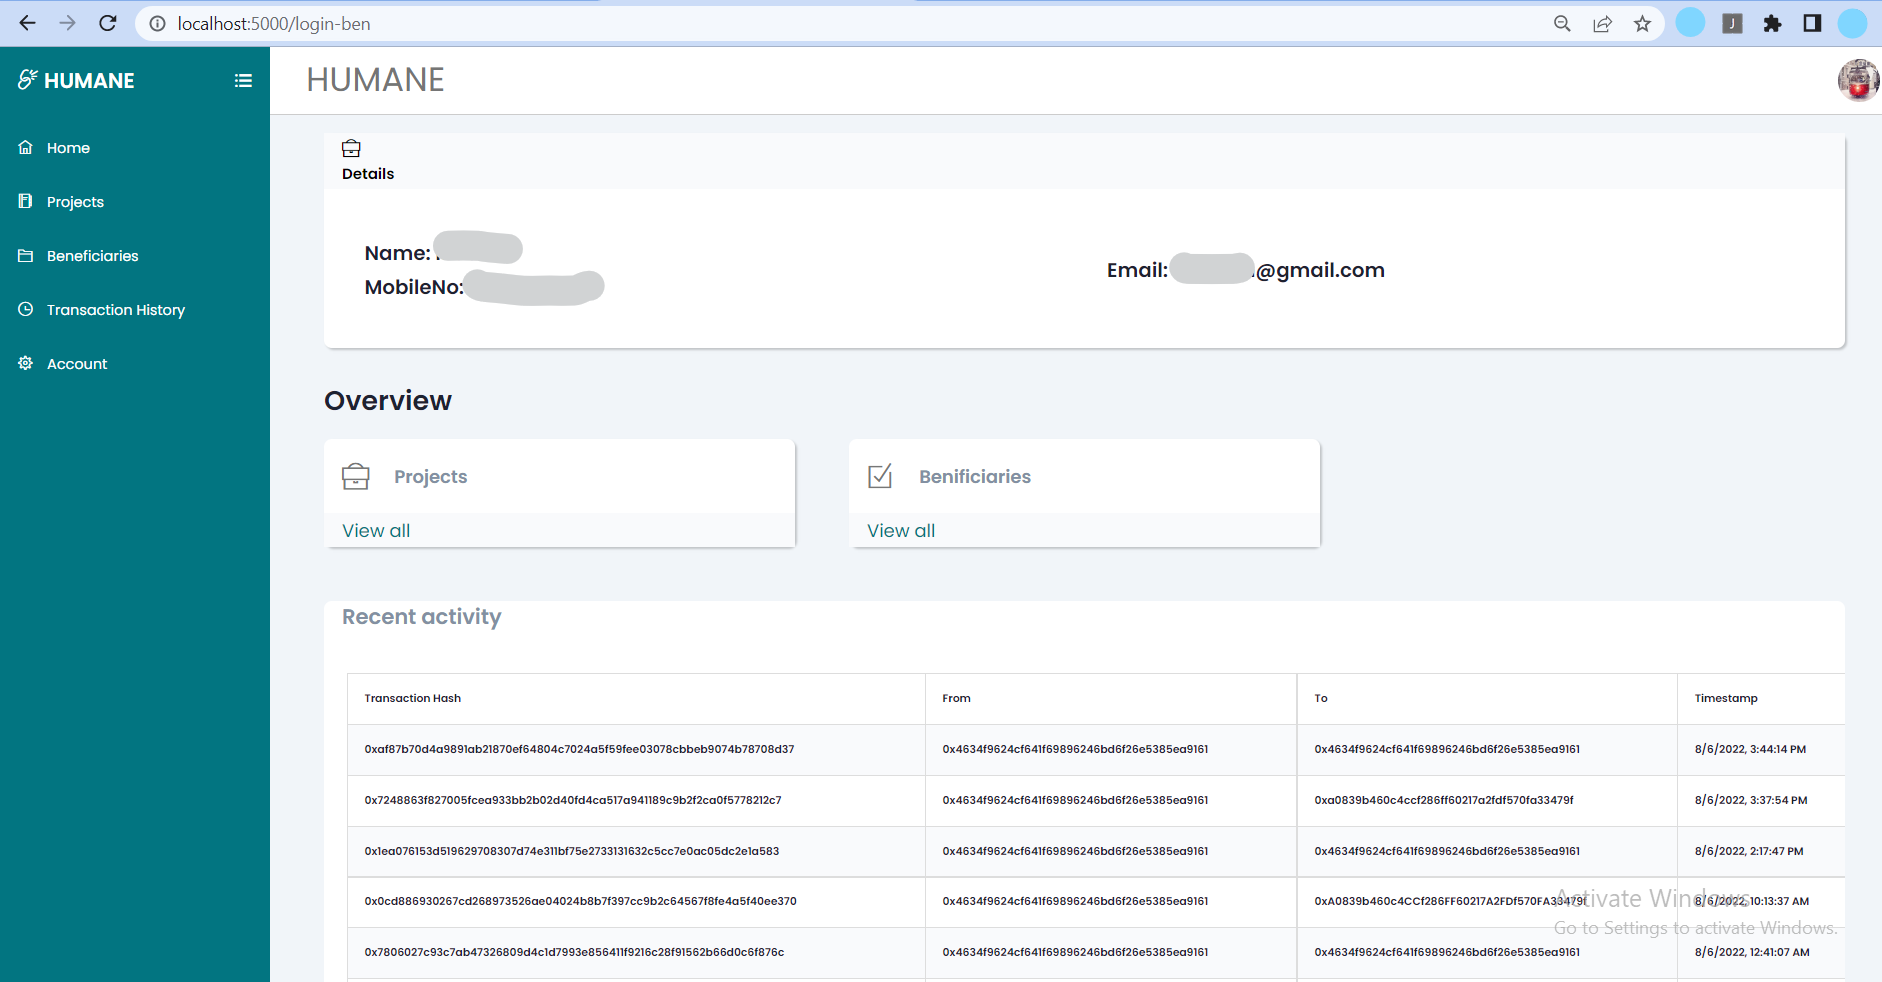 localhost:5000/login-ben
J
HUMANE
HUMANE
Home
Projects
Beneficiaries
Transaction History
Account
Details
Name:
MobileNo:
Email: @gmail.com
Overview
Projects
View all
Benificiaries
View all
Recent activity
Transaction Hash From To Timestamp
0xaf87b70d4a9891ab21870ef64804c7024a5f59fee03078cbbeb9074b78708d37 0x4634f9624cf641f69896246bd6f26e5385ea9161 0x4634f9624cf641f69896246bd6f26e5385ea9161 8/6/2022, 3:44:14 PM
0x7248863f827005fcea933bb2b02d40fd4ca517a941189c9b2f2ca0f5778212c7 0x4634f9624cf641f69896246bd6f26e5385ea9161 0xa0839b460c4ccf286ff60217a2fdf570fa33479f 8/6/2022, 3:37:54 PM
0x1ea076153d519629708307d74e311bf75e2733131632c5cc7e0ac05dc2e1a583 0x4634f9624cf641f69896246bd6f26e5385ea9161 0x4634f9624cf641f69896246bd6f26e5385ea9161 8/6/2022, 2:17:47 PM
0x0cd886930267cd268973526ae04024b8b7f397cc9b2c64567f8fe4a5f40ee370 0x4634f9624cf641f69896246bd6f26e5385ea9161 0xA0839b460c4CCf286FF60217A2FDf570FA33479f 8/6/2022, 10:13:37 AM
0x7806027c93c7ab47326809d4c1d7993e856411f9216c28f91562b66d0c6f876c 0x4634f9624cf641f69896246bd6f26e5385ea9161 0x4634f9624cf641f69896246bd6f26e5385ea9161 8/6/2022, 12:41:07 AM
Activate Windows
Go to Settings to activate Windows.